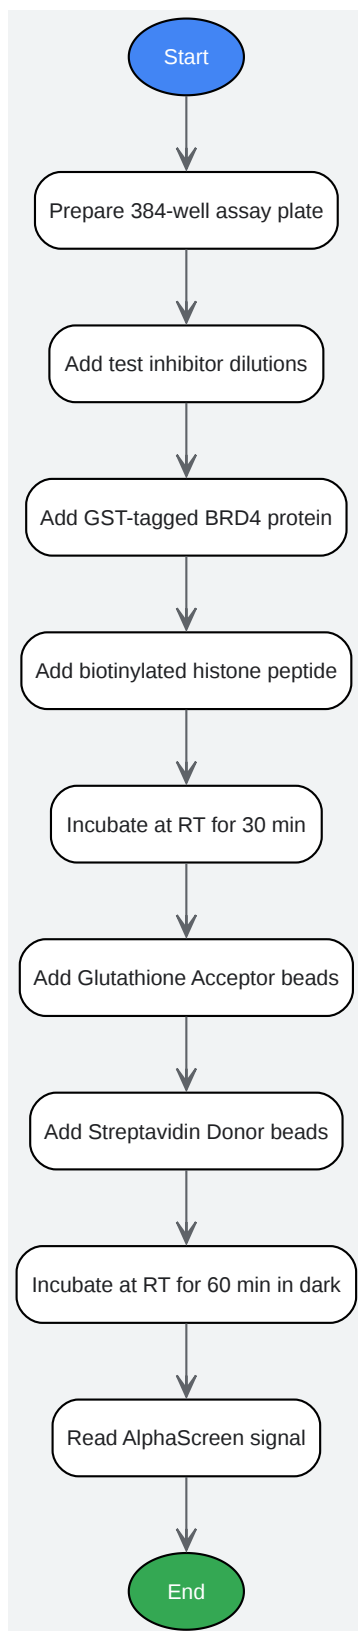 Start
Prepare 384-well assay plate
Add test inhibitor dilutions
Add GST-tagged BRD4 protein
Add biotinylated histone peptide
Incubate at RT for 30 min
Add Glutathione Acceptor beads
Add Streptavidin Donor beads
Incubate at RT for 60 min in dark
Read AlphaScreen signal
End